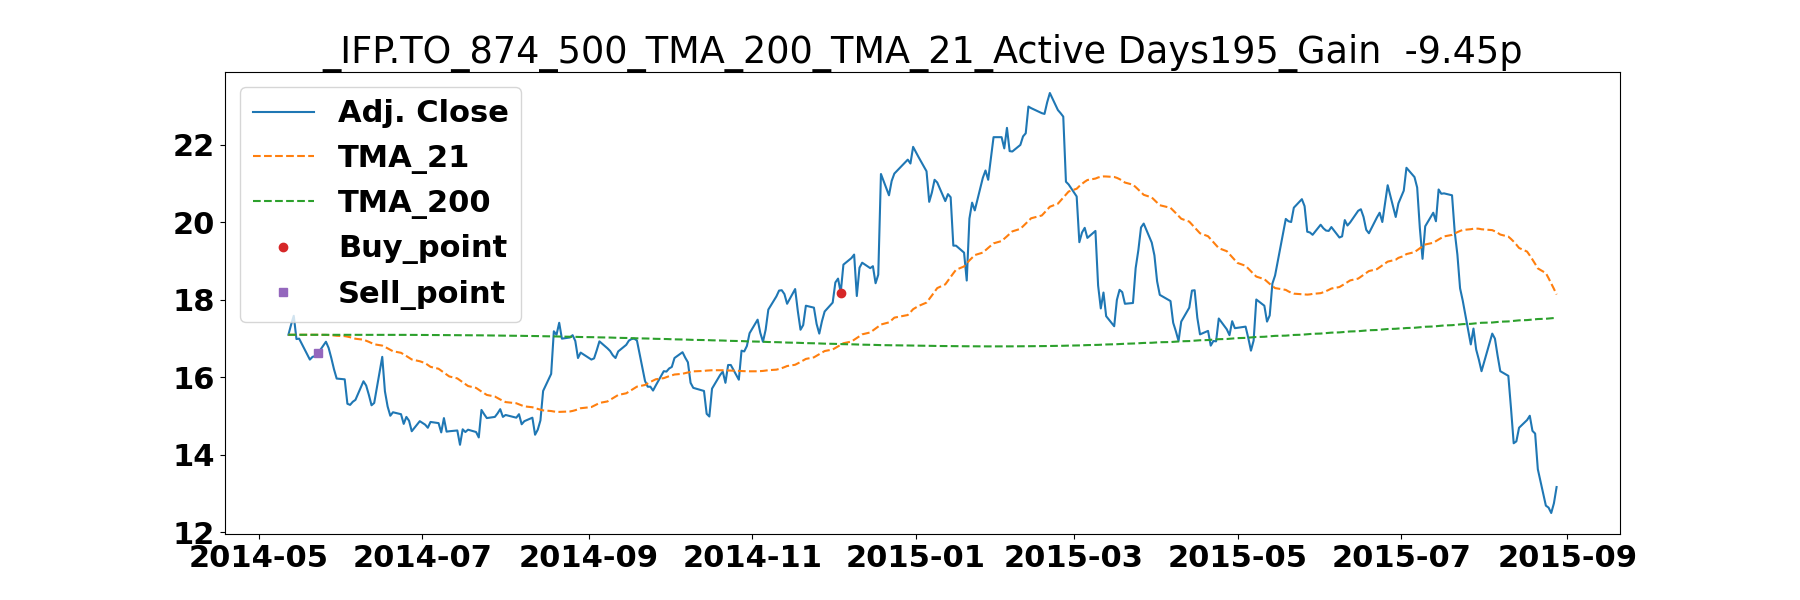 _IFP.TO_874_500_TMA_200_TMA_21_Active Days195_Gain  -9.45p
Adj. Close
TMA_21
TMA_200
Buy_point
Sell_point
22
20
18
16
14
12
2014-05 2014-07 2014-09 2014-11 2015-01 2015-03 2015-05 2015-07 2015-09